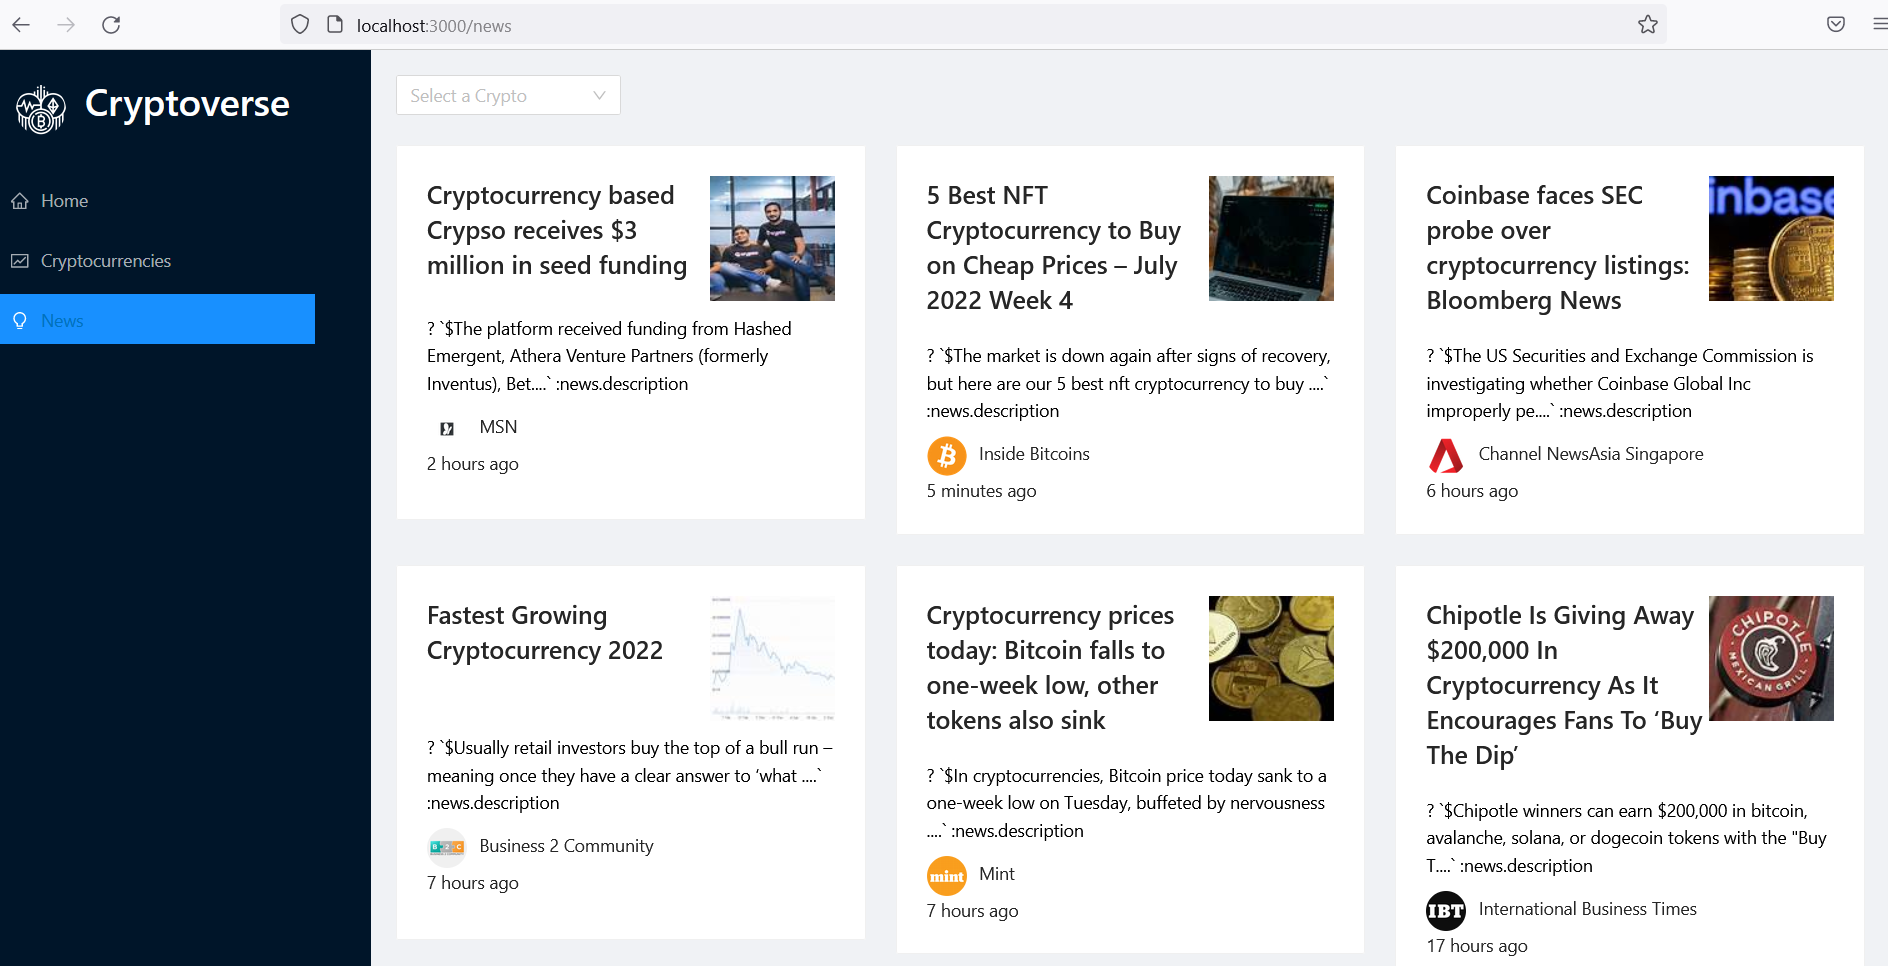 localhost:3000/news
Cryptoverse
Home
Cryptocurrencies
News
Select a Crypto
Cryptocurrency based
Crypso receives $3
million in seed funding
? `$The platform received funding from Hashed
Emergent, Athera Venture Partners (formerly
Inventus), Bet....` :news.description
MSN
2 hours ago
5 Best NFT
Cryptocurrency to Buy
on Cheap Prices – July
2022 Week 4
? `$The market is down again after signs of recovery,
but here are our 5 best nft cryptocurrency to buy ....`
:news.description
Inside Bitcoins
5 minutes ago
inbase
Coinbase faces SEC
probe over
cryptocurrency listings:
Bloomberg News
? `$The US Securities and Exchange Commission is
investigating whether Coinbase Global Inc
improperly pe....` :news.description
Channel NewsAsia Singapore
6 hours ago
Fastest Growing
Cryptocurrency 2022
? `$Usually retail investors buy the top of a bull run –
meaning once they have a clear answer to ‘what ....`
:news.description
B2C
Business 2 Community
7 hours ago
Cryptocurrency prices
today: Bitcoin falls to
one-week low, other
tokens also sink
? `$In cryptocurrencies, Bitcoin price today sank to a
one-week low on Tuesday, buffeted by nervousness
....` :news.description
mint
Mint
7 hours ago
Chipotle Is Giving Away
$200,000 In
Cryptocurrency As It
Encourages Fans To ‘Buy
The Dip’
CHIPOTLE
MEXICAN GRILL
? `$Chipotle winners can earn $200,000 in bitcoin,
avalanche, solana, or dogecoin tokens with the "Buy
T....` :news.description
IBT
International Business Times
17 hours ago